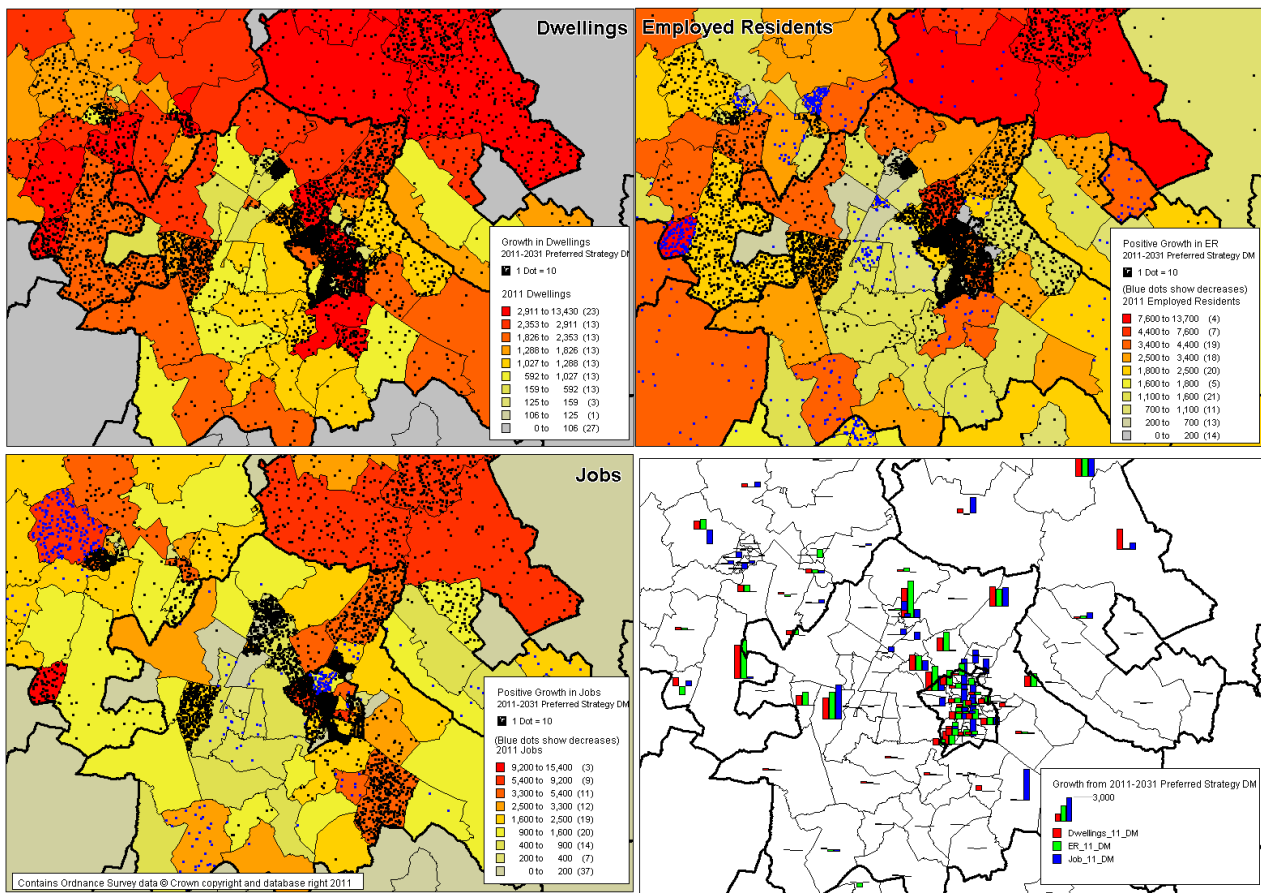 Dwellings
Growth in Dwellings
2011-2031 Preferred Strategy DM
1 Dot = 10
2011 Dwellings
2,911 to 13,430 (23)
2,353 to 2,911 (13)
1,826 to 2,353 (13)
1,288 to 1,826 (13)
1,027 to 1,288 (13)
592 to 1,027 (13)
159 to 592 (13)
125 to 159 (3)
106 to 125 (1)
0 to 106 (27)
Employed Residents
Positive Growth in ER
2011-2031 Preferred Strategy DM
1 Dot = 10
(Blue dots show decreases)
2011 Employed Residents
7,600 to 13,700 (4)
4,400 to 7,600 (7)
3,400 to 4,400 (19)
2,500 to 3,400 (18)
1,800 to 2,500 (20)
1,600 to 1,800 (5)
1,100 to 1,600 (21)
700 to 1,100 (11)
200 to 700 (13)
0 to 200 (14)
Jobs
Positive Growth in Jobs
2011-2031 Preferred Strategy DM
1 Dot = 10
(Blue dots show decreases)
2011 Jobs
9,200 to 15,400 (3)
5,400 to 9,200 (9)
3,300 to 5,400 (11)
2,500 to 3,300 (12)
1,600 to 2,500 (19)
900 to 1,600 (20)
400 to 900 (14)
200 to 400 (7)
0 to 200 (37)
Contains Ordnance Survey data © Crown copyright and database right 2011
Growth from 2011-2031 Preferred Strategy DM
3,000
Dwellings_11_DM
ER_11_DM
Job_11_DM